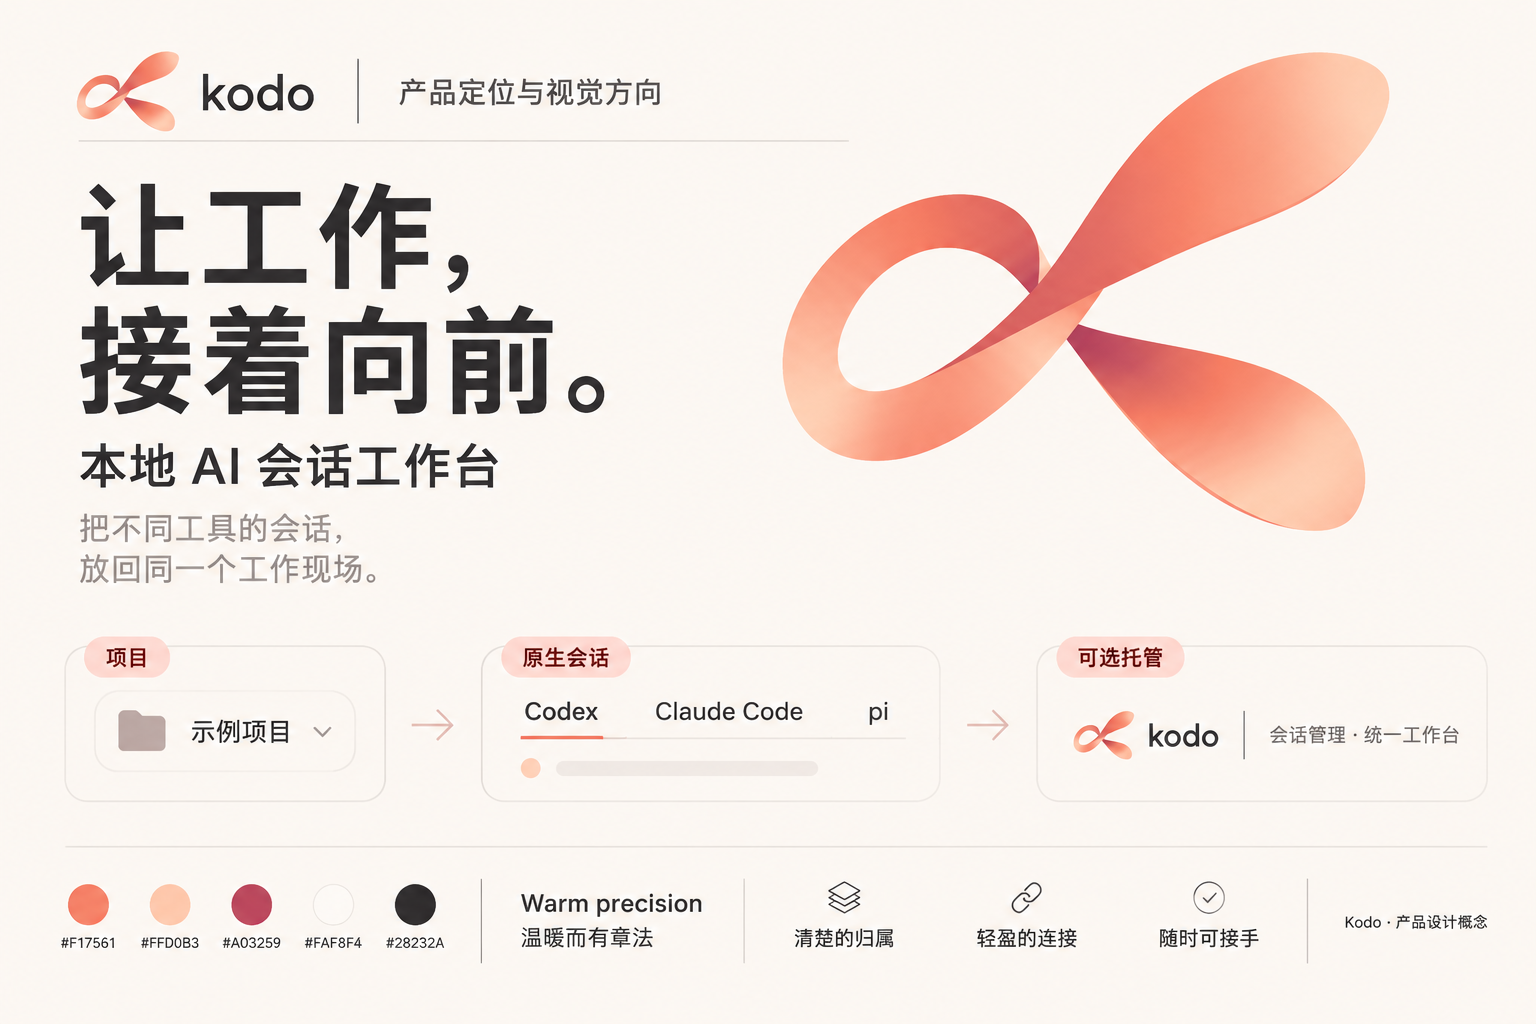 kodo
产品定位与视觉方向
让工作，
接着向前。
本地 AI 会话工作台
把不同工具的会话，
放回同一个工作现场。
项目
示例项目
原生会话
Codex Claude Code pi
可选托管
kodo
会话管理 · 统一工作台
#F17561 #FFD0B3 #A03259 #FAF8F4 #28232A
Warm precision
温暖而有章法
清楚的归属
轻盈的连接
随时可接手
Kodo · 产品设计概念